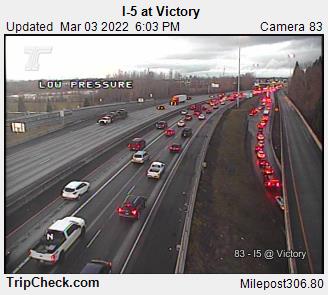 I-5 at Victory
Updated Mar 03 2022 6:03 PM Camera 83
LOW PRESSURE
N
83 - I5 @ Victory
TripCheck.com Milepost306.80